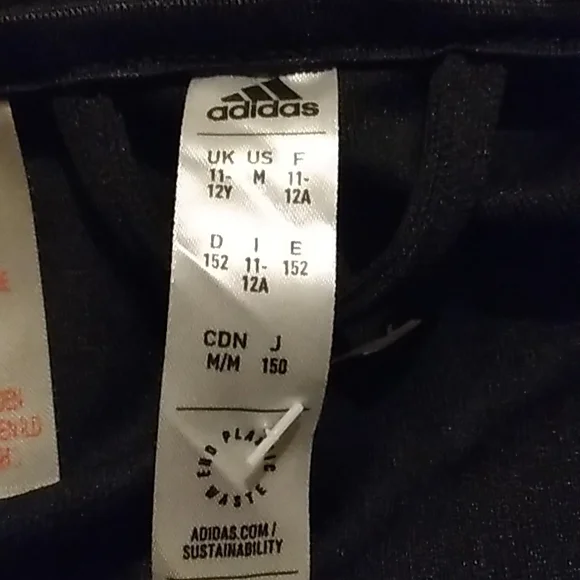 adidas
UK US F
11-12Y M 11-12A
D I E
152 11-12A 152
CDN J
M/M 150
END PLASTIC WASTE
ADIDAS.COM/
SUSTAINABILITY